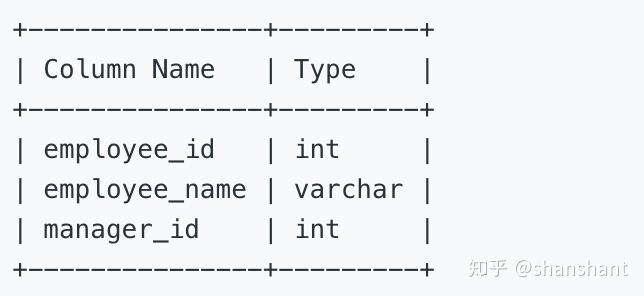 +---------------+---------+
| Column Name   | Type    |
+---------------+---------+
| employee_id   | int     |
| employee_name | varchar |
| manager_id    | int     |
+---------------+---------+
知乎 @shanshant